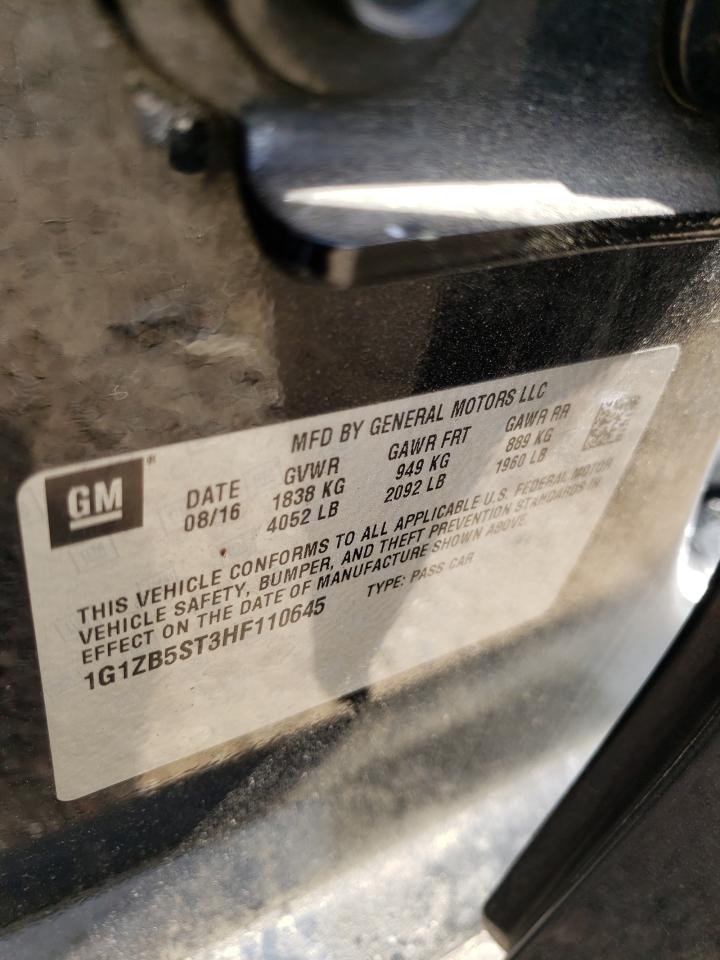 MFD BY GENERAL MOTORS LLC
GM
DATE GVWR GAWR FRT GAWR RR
08/16 1838 KG 949 KG 889 KG
4052 LB 2092 LB 1960 LB
THIS VEHICLE CONFORMS TO ALL APPLICABLE U.S. FEDERAL MOTOR
VEHICLE SAFETY, BUMPER, AND THEFT PREVENTION STANDARDS IN
EFFECT ON THE DATE OF MANUFACTURE SHOWN ABOVE.
1G1ZB5ST3HF110645 TYPE: PASS CAR